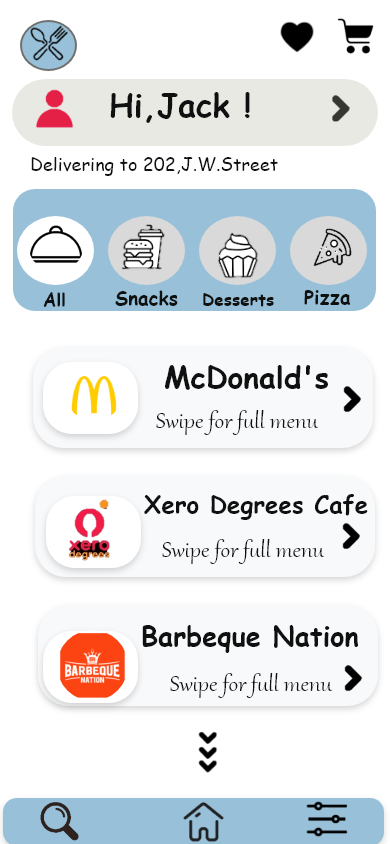 Hi,Jack !
Delivering to 202,J.W.Street
All Snacks Desserts Pizza
McDonald's
Swipe for full menu
Xero Degrees Cafe
xero
degrees
Swipe for full menu
Barbeque Nation
BARBEQUE
NATION
Swipe for full menu